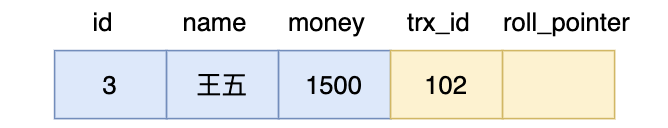 id name money trx_id roll_pointer
3 王五 1500 102